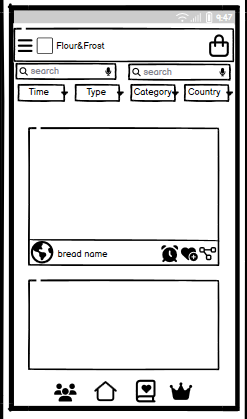 9:47
Flour&Frost
search search
Time Type Category Country
bread name